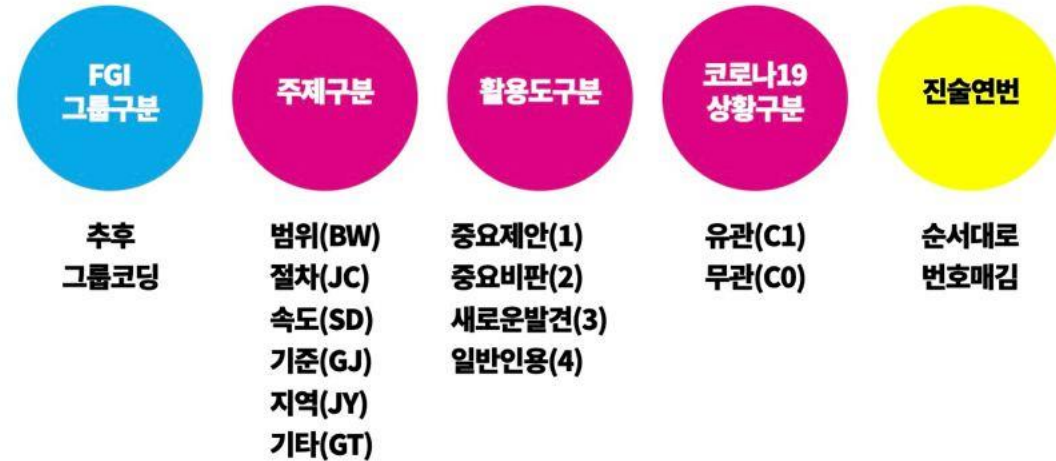 FGI
그룹구분
주제구분
활용도구분
코로나19
상황구분
진술연번
추후
그룹코딩
범위(BW)
절차(JC)
속도(SD)
기준(GJ)
지역(JY)
기타(GT)
중요제안(1)
중요비판(2)
새로운발견(3)
일반인용(4)
유관(C1)
무관(C0)
순서대로
번호매김